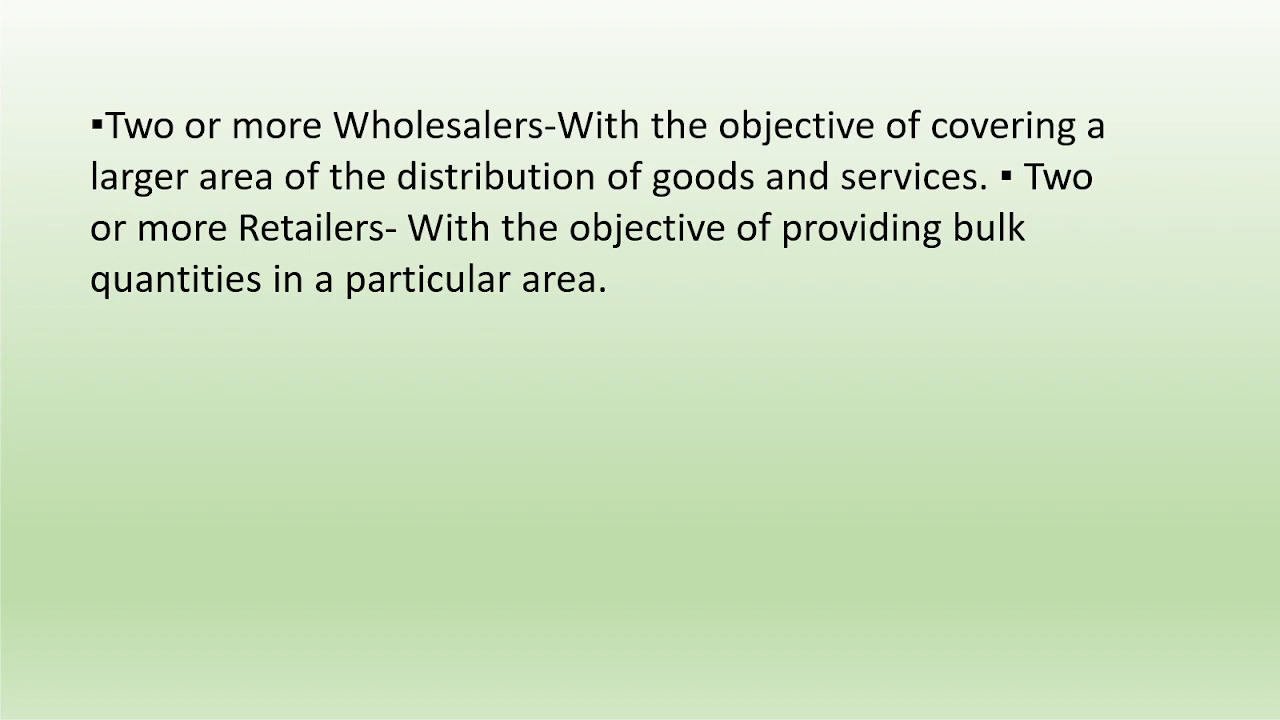 ▪Two or more Wholesalers-With the objective of covering a
larger area of the distribution of goods and services. ▪ Two
or more Retailers- With the objective of providing bulk
quantities in a particular area.